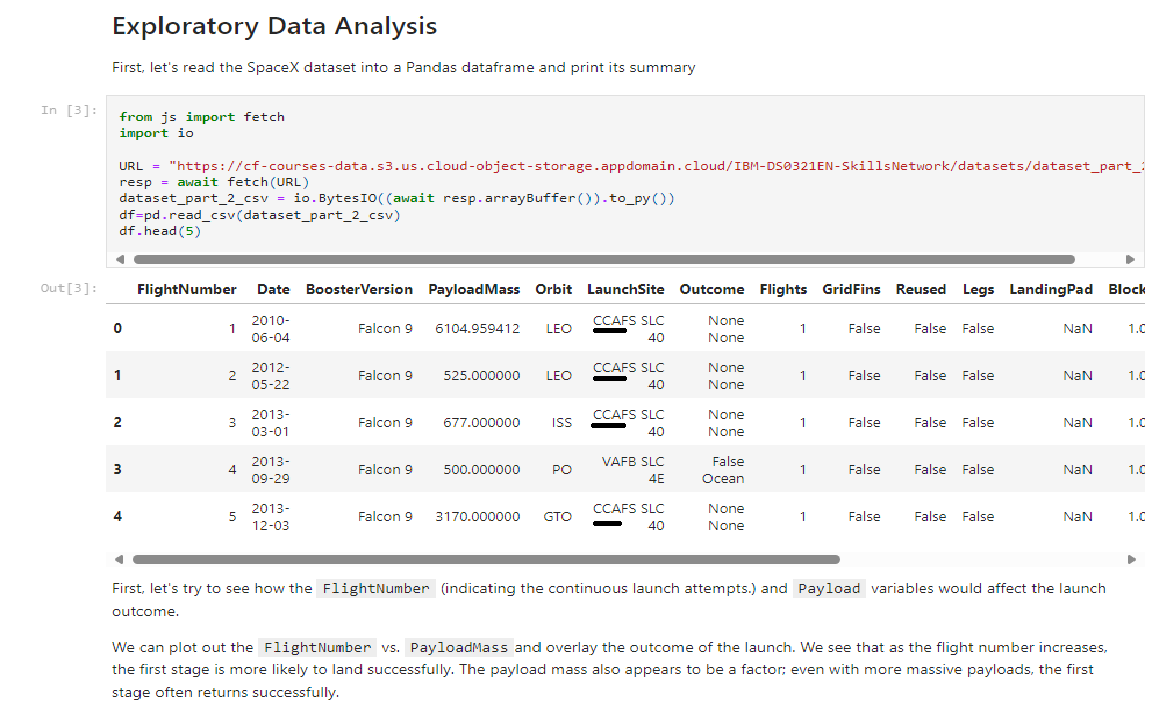 Exploratory Data Analysis
First, let's read the SpaceX dataset into a Pandas dataframe and print its summary
In [3]:
from js import fetch
import io
URL = "https://cf-courses-data.s3.us.cloud-object-storage.appdomain.cloud/IBM-DS0321EN-SkillsNetwork/datasets/dataset_part_2
resp = await fetch(URL)
dataset_part_2_csv = io.BytesIO((await resp.arrayBuffer()).to_py())
df=pd.read_csv(dataset_part_2_csv)
df.head(5)
Out[3]:
FlightNumber Date BoosterVersion PayloadMass Orbit LaunchSite Outcome Flights GridFins Reused Legs LandingPad Block
0 1 2010-06-04 Falcon 9 6104.959412 LEO CCAFS SLC 40 None None 1 False False False NaN 1.0
1 2 2012-05-22 Falcon 9 525.000000 LEO CCAFS SLC 40 None None 1 False False False NaN 1.0
2 3 2013-03-01 Falcon 9 677.000000 ISS CCAFS SLC 40 None None 1 False False False NaN 1.0
3 4 2013-09-29 Falcon 9 500.000000 PO VAFB SLC 4E False Ocean 1 False False False NaN 1.0
4 5 2013-12-03 Falcon 9 3170.000000 GTO CCAFS SLC 40 None None 1 False False False NaN 1.0
First, let's try to see how the FlightNumber (indicating the continuous launch attempts.) and Payload variables would affect the launch
outcome.
We can plot out the FlightNumber vs. PayloadMass and overlay the outcome of the launch. We see that as the flight number increases,
the first stage is more likely to land successfully. The payload mass also appears to be a factor; even with more massive payloads, the first
stage often returns successfully.